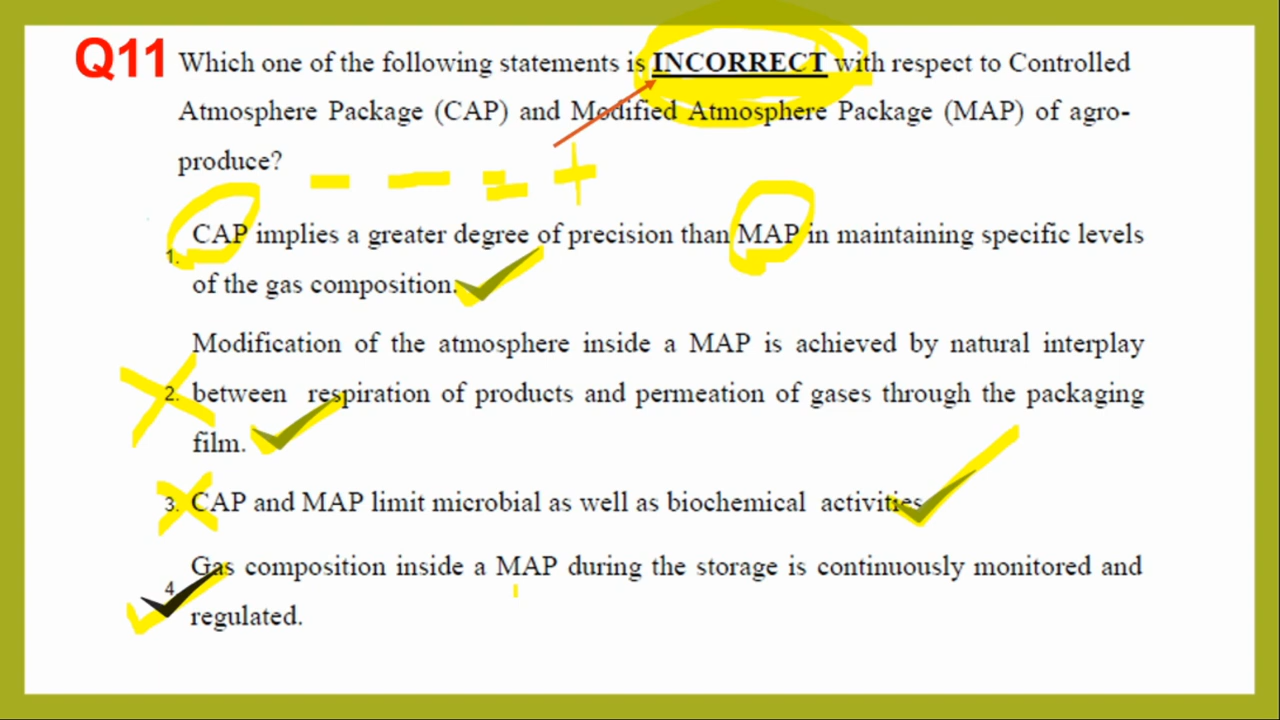 Q11 Which one of the following statements is INCORRECT with respect to Controlled
Atmosphere Package (CAP) and Modified Atmosphere Package (MAP) of agro-
produce?
1. CAP implies a greater degree of precision than MAP in maintaining specific levels
of the gas composition.
Modification of the atmosphere inside a MAP is achieved by natural interplay
2. between respiration of products and permeation of gases through the packaging
film.
3. CAP and MAP limit microbial as well as biochemical activities
4 Gas composition inside a MAP during the storage is continuously monitored and
regulated.